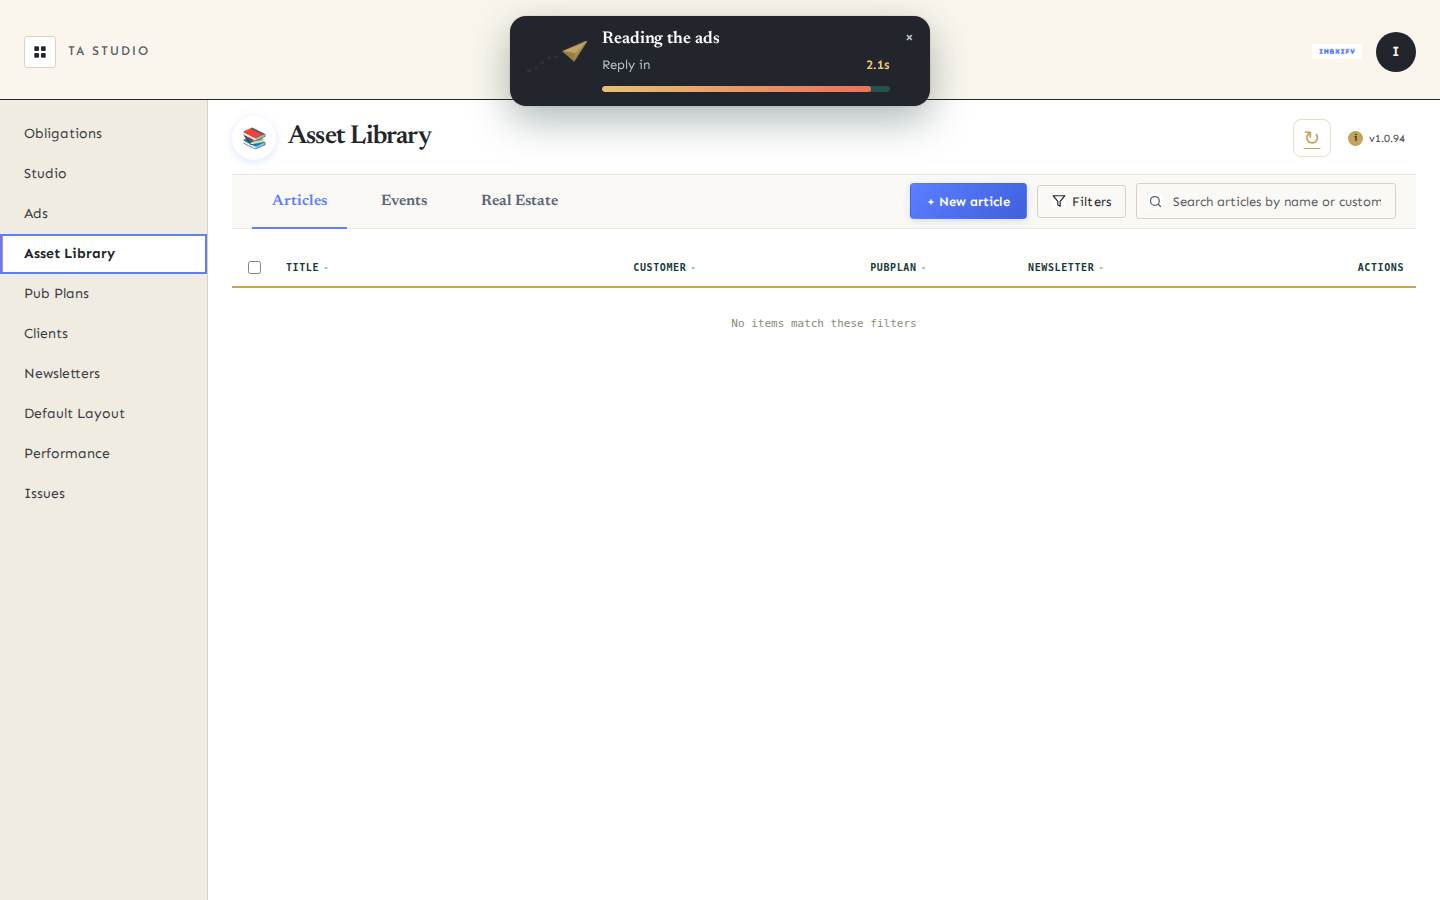 TA STUDIO
Reading the ads
×
Reply in
2.1s
INBXIFY
I
Obligations
Studio
Ads
Asset Library
Pub Plans
Clients
Newsletters
Default Layout
Performance
Issues
📚
Asset Library
↻
i
v1.0.94
Articles
Events
Real Estate
+ New article
Filters
Search articles by name or custom
TITLE -
CUSTOMER -
PUBPLAN -
NEWSLETTER -
ACTIONS
No items match these filters